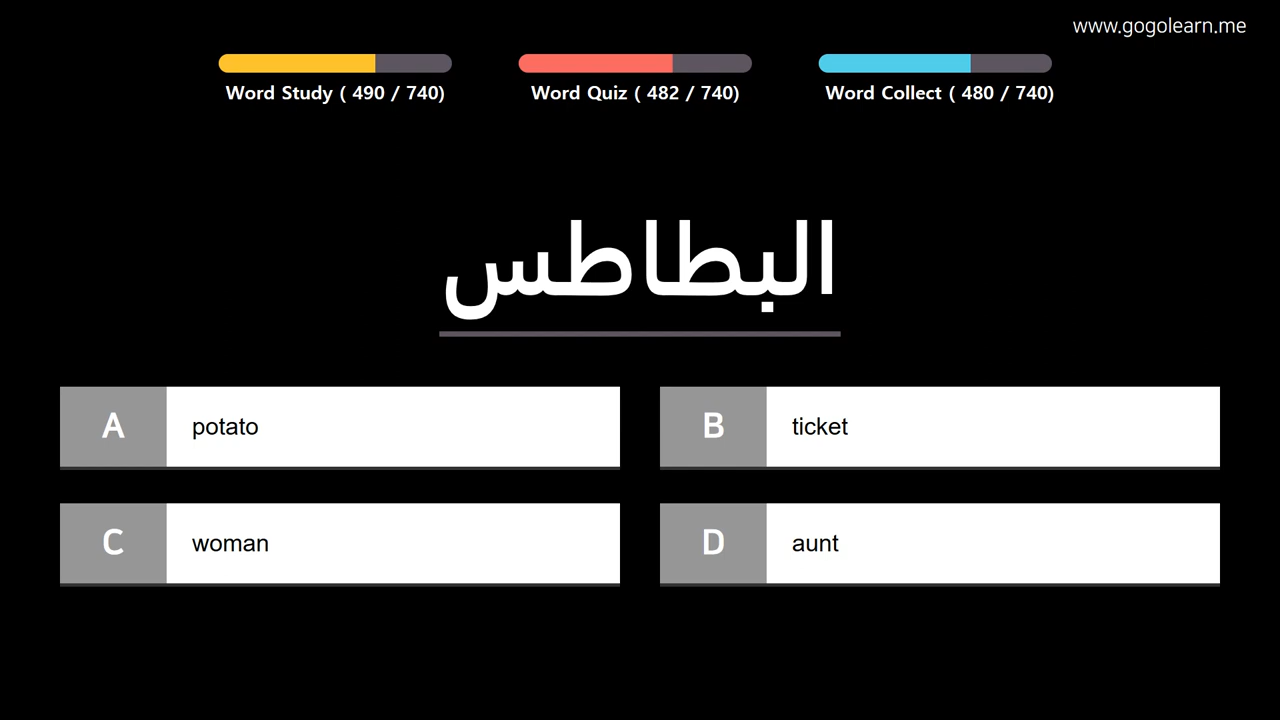 www.gogolearn.me
Word Study ( 490 / 740)
Word Quiz ( 482 / 740)
Word Collect ( 480 / 740)
البطاطس
A potato
B ticket
C woman
D aunt